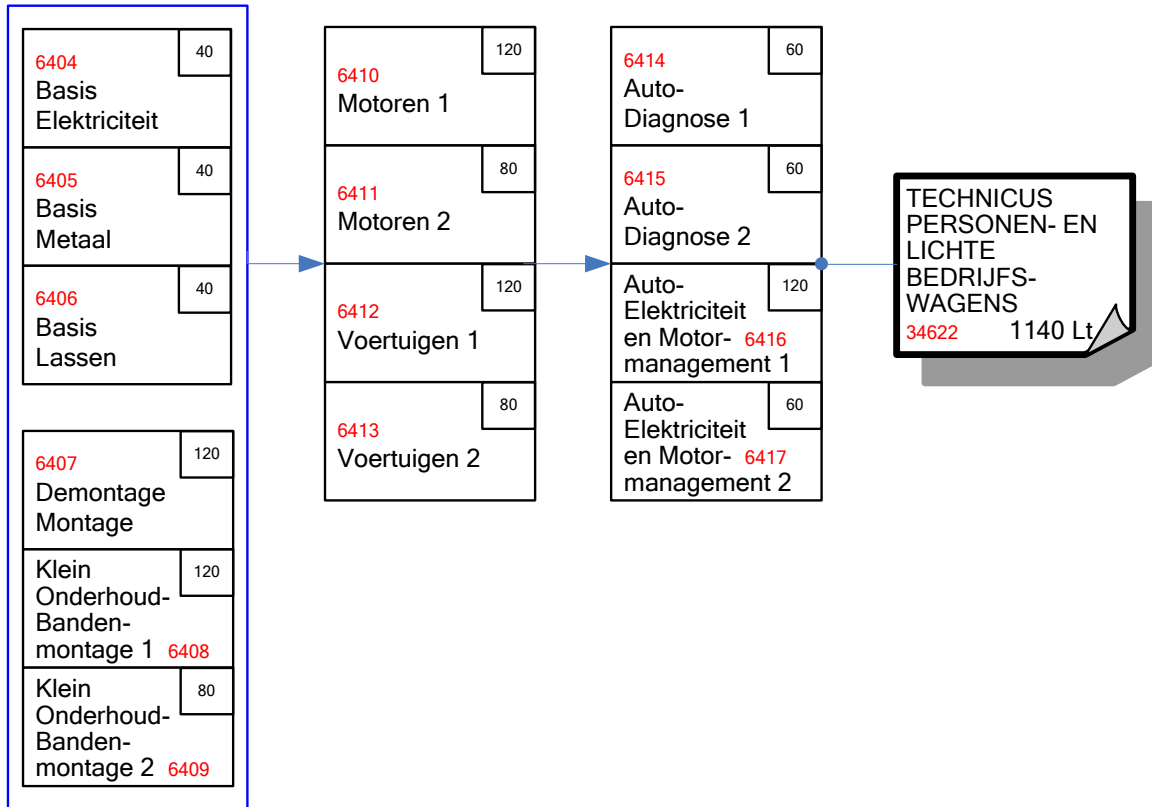 40
6404
Basis
Elektriciteit
40
6405
Basis
Metaal
40
6406
Basis
Lassen
120
6407
Demontage
Montage
120
Klein
Onderhoud-
Banden-
montage 1 6408
80
Klein
Onderhoud-
Banden-
montage 2 6409
120
6410
Motoren 1
80
6411
Motoren 2
120
6412
Voertuigen 1
80
6413
Voertuigen 2
60
6414
Auto-
Diagnose 1
60
6415
Auto-
Diagnose 2
120
Auto-
Elektriciteit
en Motor- 6416
management 1
60
Auto-
Elektriciteit
en Motor- 6417
management 2
TECHNICUS
PERSONEN- EN
LICHTE
BEDRIJFS-
WAGENS
34622 1140 Lt